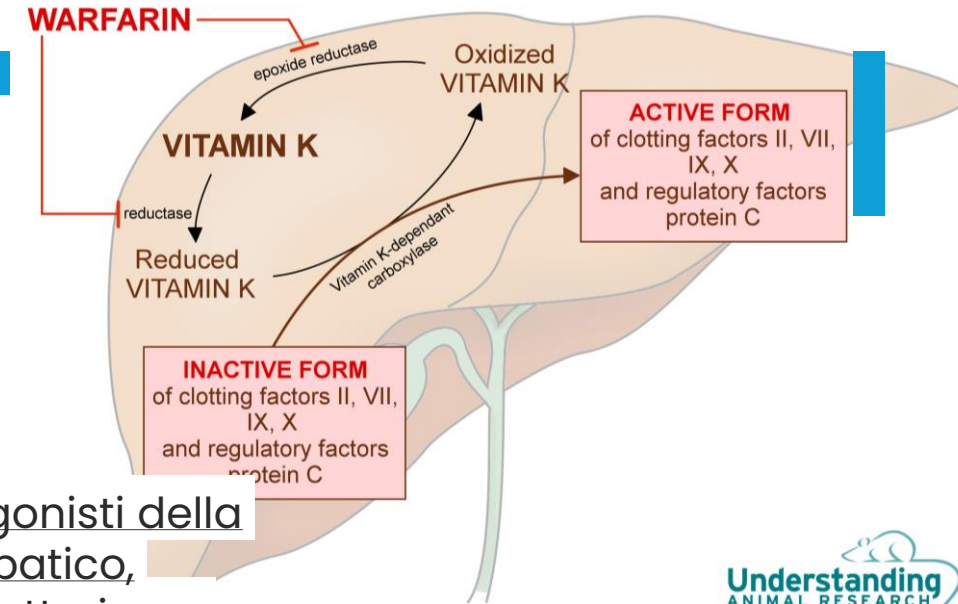 WARFARIN
epoxide reductase
Oxidized
VITAMIN K
VITAMIN K
reductase
Reduced
VITAMIN K
Vitamin K-dependant
carboxylase
ACTIVE FORM
of clotting factors II, VII,
IX, X
and regulatory factors
protein C
INACTIVE FORM
of clotting factors II, VII,
IX, X
and regulatory factors
protein C
gonisti della
patico,
Understanding
ANIMAL RESEARCH